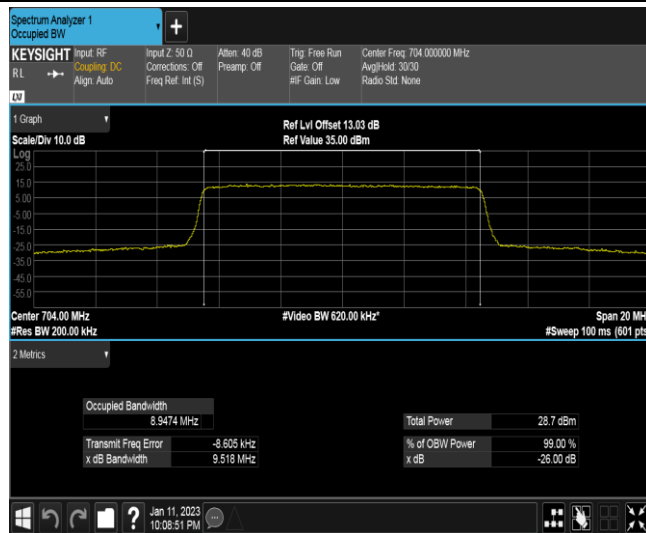 Spectrum Analyzer 1
Occupied BW
+
KEYSIGHT
RL
Input: RF
Coupling: DC
Align: Auto
Input Z: 50 Ω
Corrections: Off
Freq Ref: Int (S)
Atten: 40 dB
Preamp: Off
Trig: Free Run
Gate: Off
#IF Gain: Low
Center Freq: 704.000000 MHz
Avg|Hold: 30/30
Radio Std: None
1 Graph
Scale/Div 10.0 dB
Ref Lvl Offset 13.03 dB
Ref Value 35.00 dBm
Log
25.0
15.0
5.00
-5.00
-15.0
-25.0
-35.0
-45.0
-55.0
Center 704.00 MHz
#Res BW 200.00 kHz
#Video BW 620.00 kHz*
Span 20 MH
#Sweep 100 ms (601 pts
2 Metrics
Occupied Bandwidth
8.9474 MHz
Transmit Freq Error -8.605 kHz
x dB Bandwidth 9.518 MHz
Total Power 28.7 dBm
% of OBW Power 99.00 %
x dB -26.00 dB
?
Jan 11, 2023
10:08:51 PM